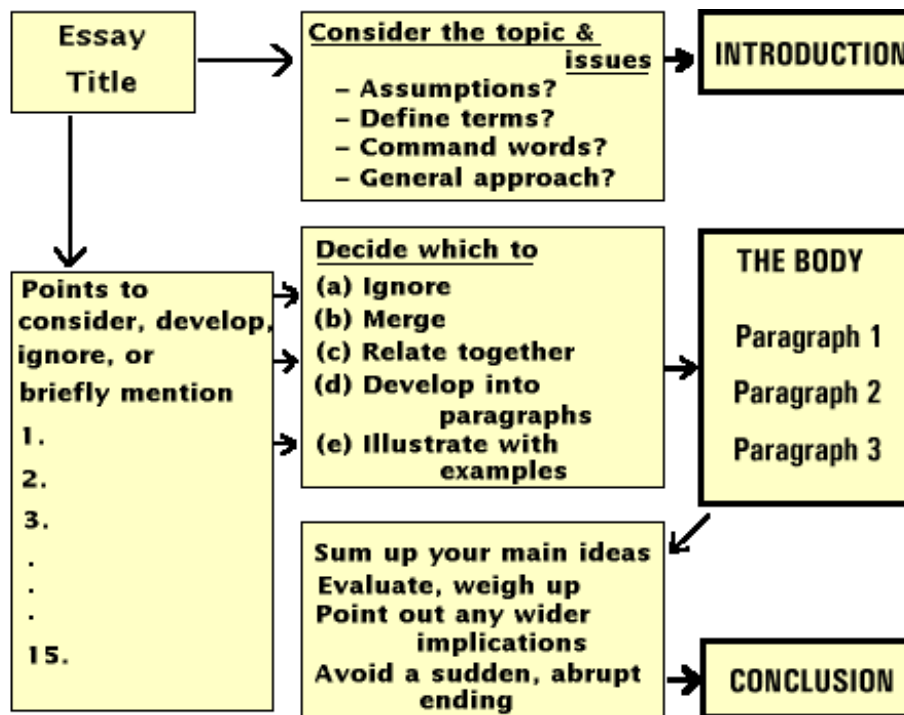 Essay
Title
Consider the topic &
issues
– Assumptions?
– Define terms?
– Command words?
– General approach?
INTRODUCTION
Points to
consider, develop,
ignore, or
briefly mention
1.
2.
3.
.
.
.
15.
Decide which to
(a) Ignore
(b) Merge
(c) Relate together
(d) Develop into
paragraphs
(e) Illustrate with
examples
THE BODY
Paragraph 1
Paragraph 2
Paragraph 3
Sum up your main ideas
Evaluate, weigh up
Point out any wider
implications
Avoid a sudden, abrupt
ending
CONCLUSION